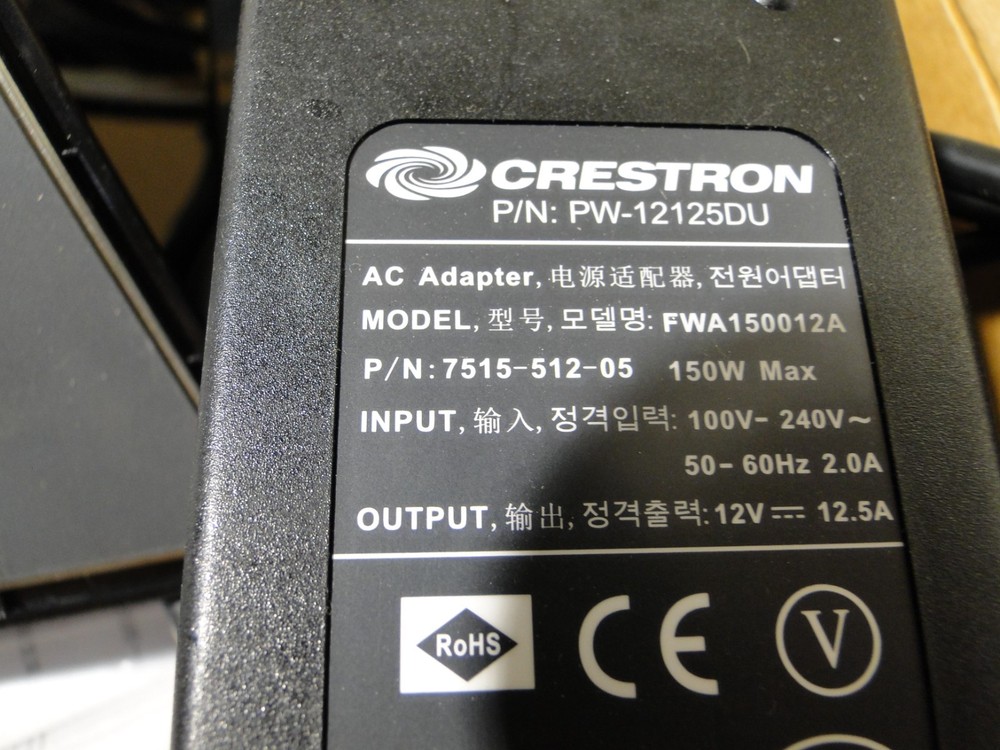 CRESTRON
P/N: PW-12125DU
AC Adapter, 电源适配器, 전원어댑터
MODEL, 型号, 모델명: FWA150012A
P/N: 7515-512-05 150W Max
INPUT, 输入, 정격입력: 100V- 240V~
50- 60Hz 2.0A
OUTPUT, 输出, 정격출력: 12V ⎓ 12.5A
RoHS CE V